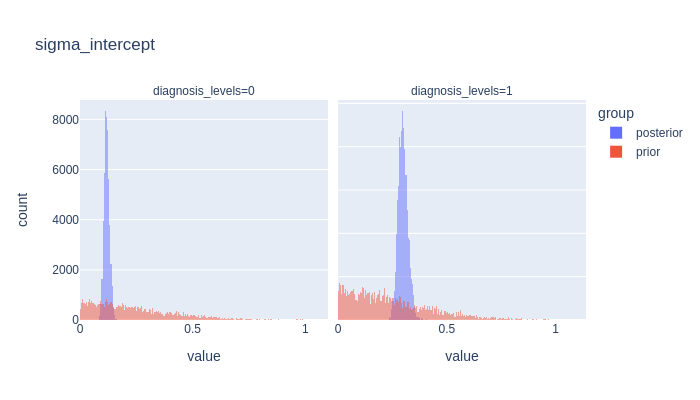 sigma_intercept
diagnosis_levels=0
diagnosis_levels=1
group
posterior
prior
8000
6000
4000
2000
0
count
0
0.5
1
0
0.5
1
value
value